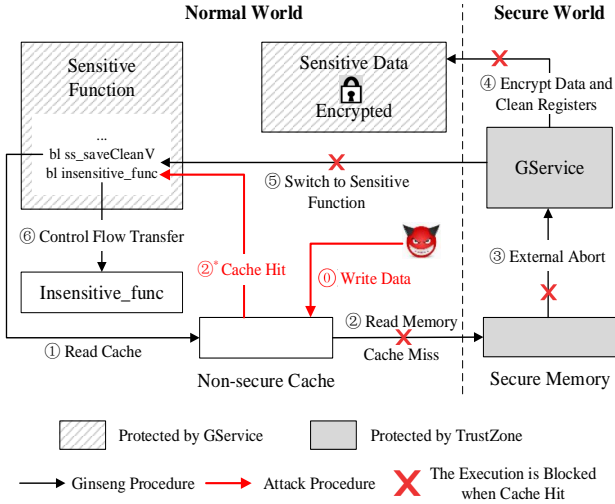 Normal World
Secure World
Sensitive
Function
...
bl ss_saveCleanV
bl insensitive_func
Sensitive Data
Encrypted
④ Encrypt Data and
Clean Registers
GService
⑤ Switch to Sensitive
Function
⑥ Control Flow Transfer
②* Cache Hit
⓪ Write Data
③ External Abort
Insensitive_func
① Read Cache
② Read Memory
Cache Miss
Non-secure Cache
Secure Memory
Protected by GService
Protected by TrustZone
Ginseng Procedure
Attack Procedure
The Execution is Blocked
when Cache Hit